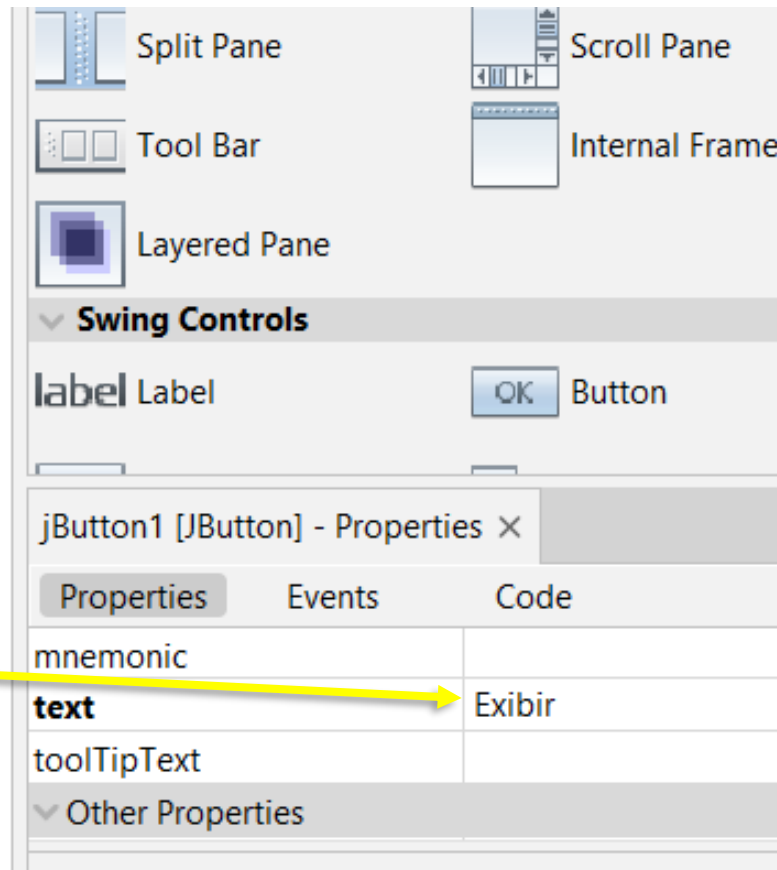 Split Pane Scroll Pane
Tool Bar Internal Frame
Layered Pane
Swing Controls
label Label OK Button
jButton1 [JButton] - Properties ×
Properties Events Code
mnemonic
text Exibir
toolTipText
Other Properties